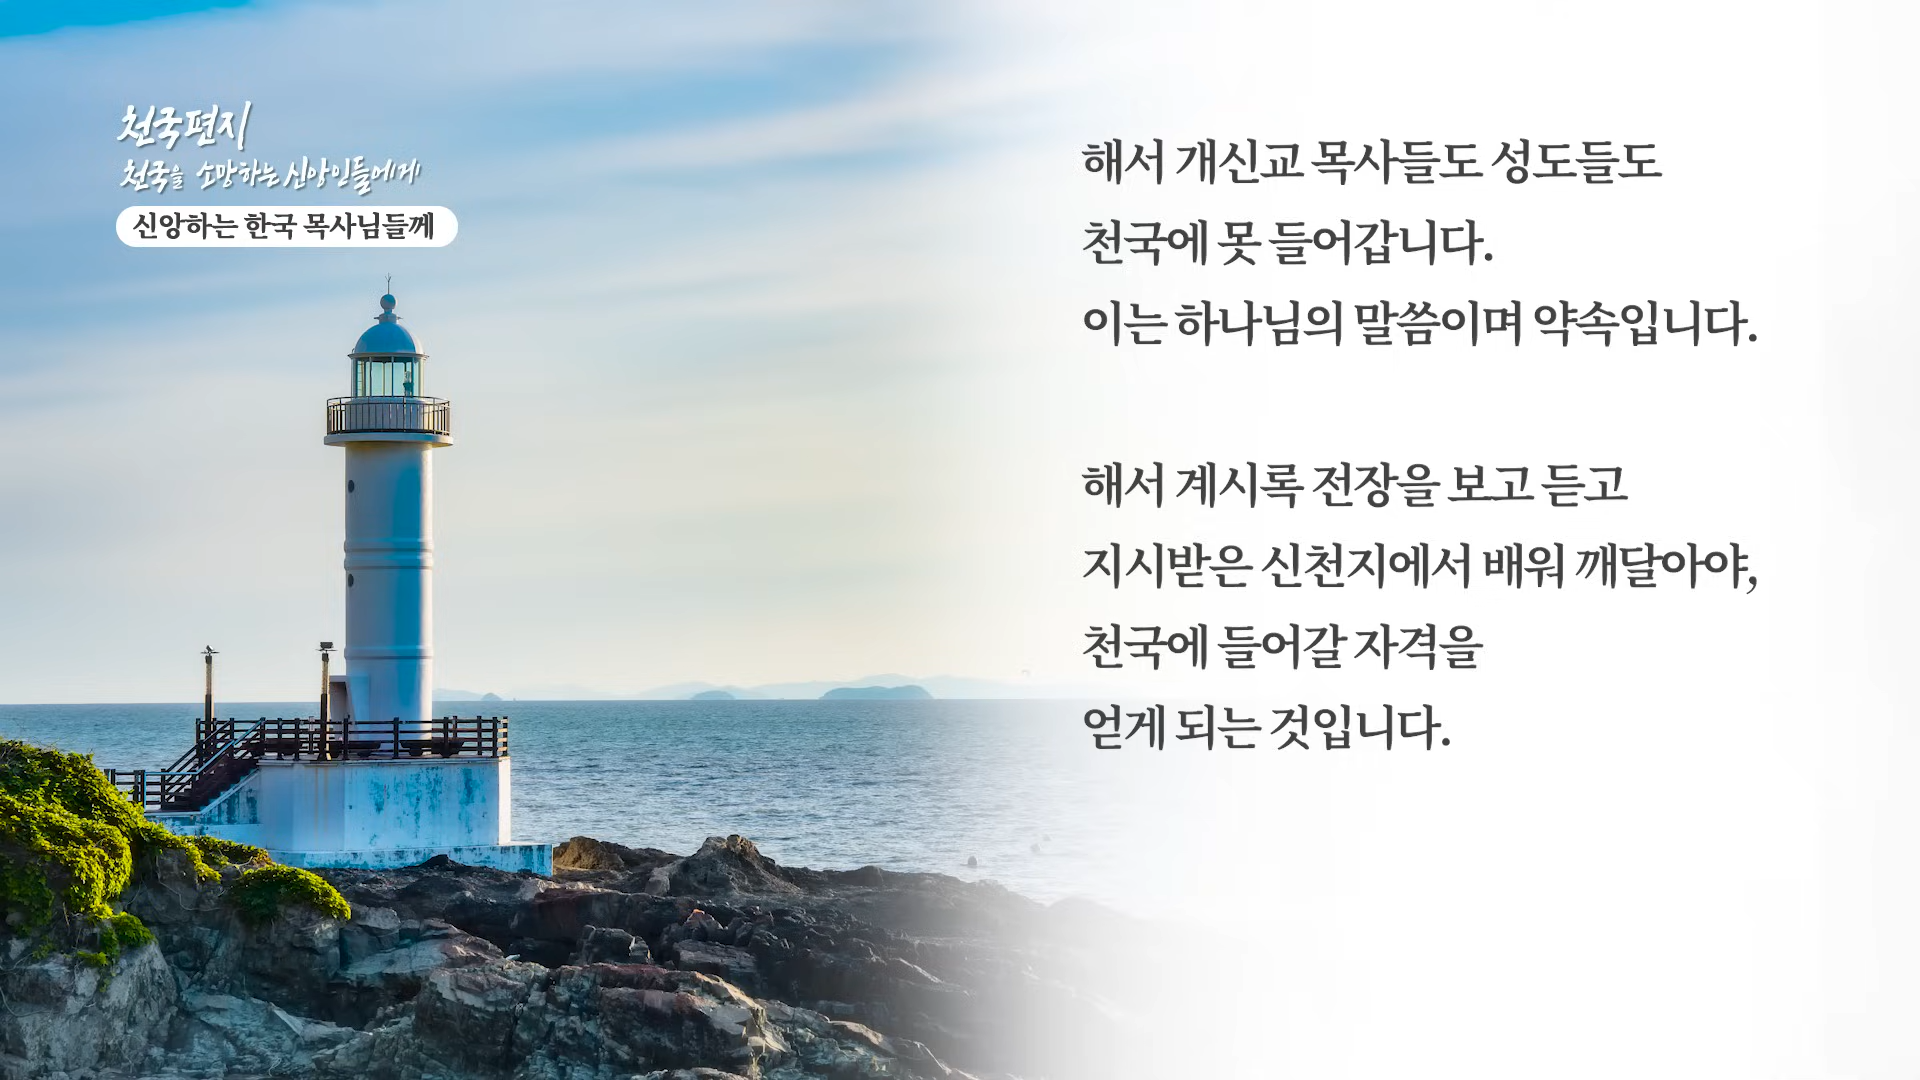 천국편지
천국을 소망하는 신앙인들에게
신앙하는 한국 목사님들께
해서 개신교 목사들도 성도들도
천국에 못 들어갑니다.
이는 하나님의 말씀이며 약속입니다.
해서 계시록 전장을 보고 듣고
지시받은 신천지에서 배워 깨달아야,
천국에 들어갈 자격을
얻게 되는 것입니다.